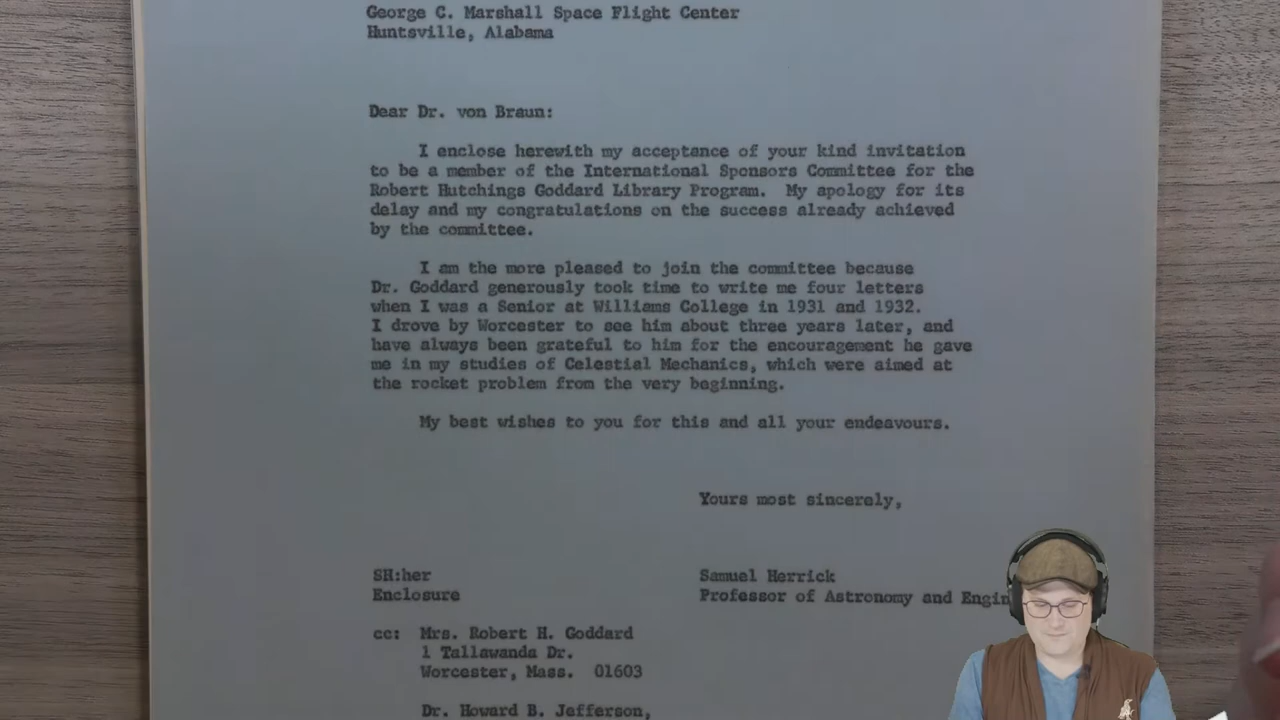 George C. Marshall Space Flight Center
Huntsville, Alabama
Dear Dr. von Braun:
I enclose herewith my acceptance of your kind invitation
to be a member of the International Sponsors Committee for the
Robert Hutchings Goddard Library Program. My apology for its
delay and my congratulations on the success already achieved
by the committee.
I am the more pleased to join the committee because
Dr. Goddard generously took time to write me four letters
when I was a Senior at Williams College in 1931 and 1932.
I drove by Worcester to see him about three years later, and
have always been grateful to him for the encouragement he gave
me in my studies of Celestial Mechanics, which were aimed at
the rocket problem from the very beginning.
My best wishes to you for this and all your endeavours.
Yours most sincerely,
SH:her
Samuel Herrick
Enclosure
Professor of Astronomy and Engin
cc: Mrs. Robert H. Goddard
1 Tallawanda Dr.
Worcester, Mass. 01603
Dr. Howard B. Jefferson,